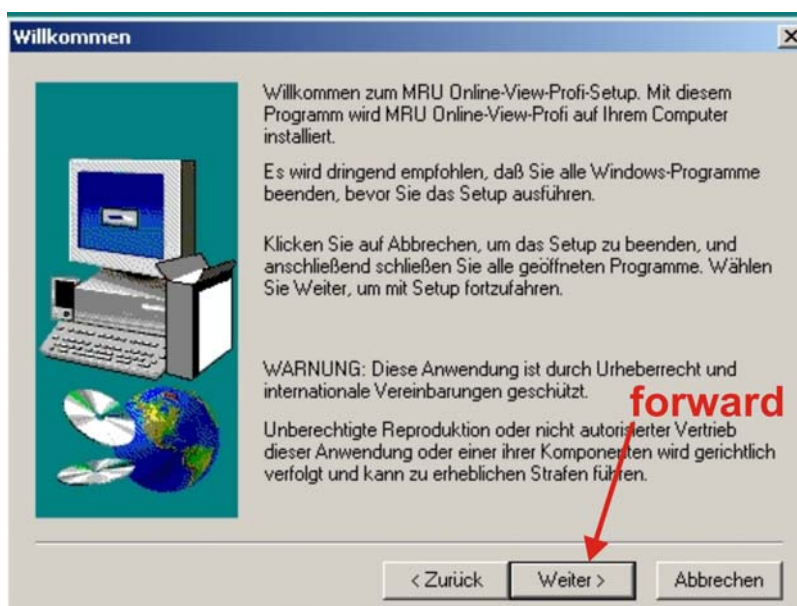 Willkommen
Willkommen zum MRU Online-View-Profi-Setup. Mit diesem
Programm wird MRU Online-View-Profi auf Ihrem Computer
installiert.
Es wird dringend empfohlen, daß Sie alle Windows-Programme
beenden, bevor Sie das Setup ausführen.
Klicken Sie auf Abbrechen, um das Setup zu beenden, und
anschließend schließen Sie alle geöffneten Programme. Wählen
Sie Weiter, um mit Setup fortzufahren.
WARNUNG: Diese Anwendung ist durch Urheberrecht und
internationale Vereinbarungen geschützt.
forward
Unberechtigte Reproduktion oder nicht autorisierter Vertrieb
dieser Anwendung oder einer ihrer Komponenten wird gerichtlich
verfolgt und kann zu erheblichen Strafen führen.
< Zurück
Weiter >
Abbrechen